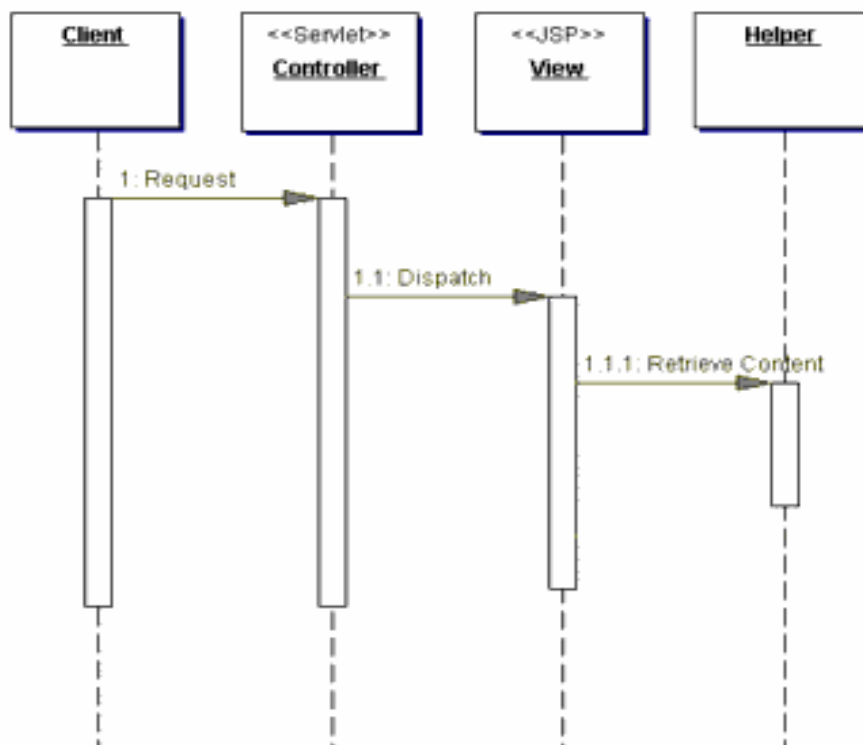 Client
<<Servlet>>
Controller
<<JSP>>
View
Helper
1: Request
1.1: Dispatch
1.1.1: Retrieve Content